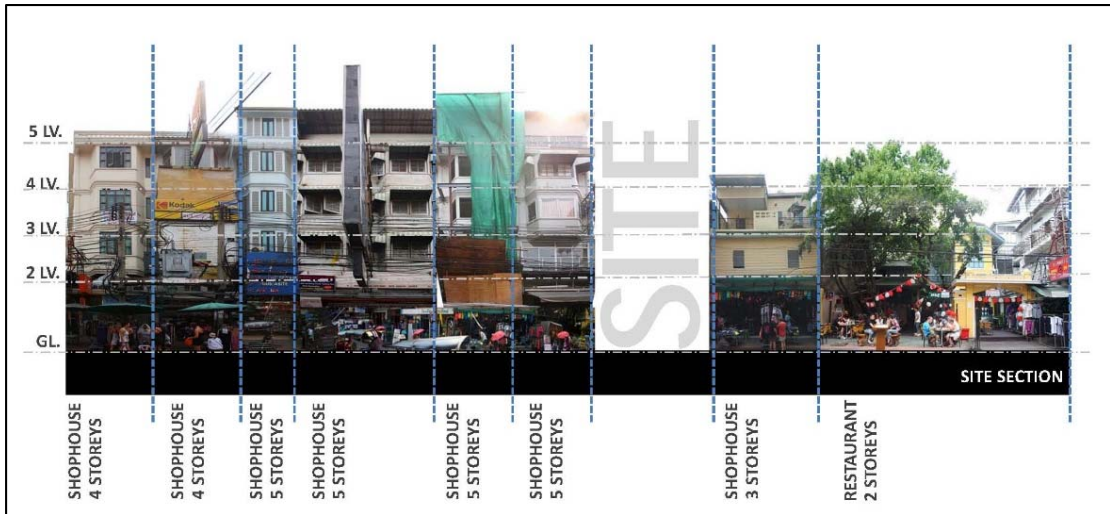 5 LV.
4 LV.
3 LV.
2 LV.
GL.
Kodak
SITE
SITE SECTION
SHOPHOUSE
4 STOREYS
SHOPHOUSE
4 STOREYS
SHOPHOUSE
5 STOREYS
SHOPHOUSE
5 STOREYS
SHOPHOUSE
5 STOREYS
SHOPHOUSE
5 STOREYS
SHOPHOUSE
3 STOREYS
RESTAURANT
2 STOREYS